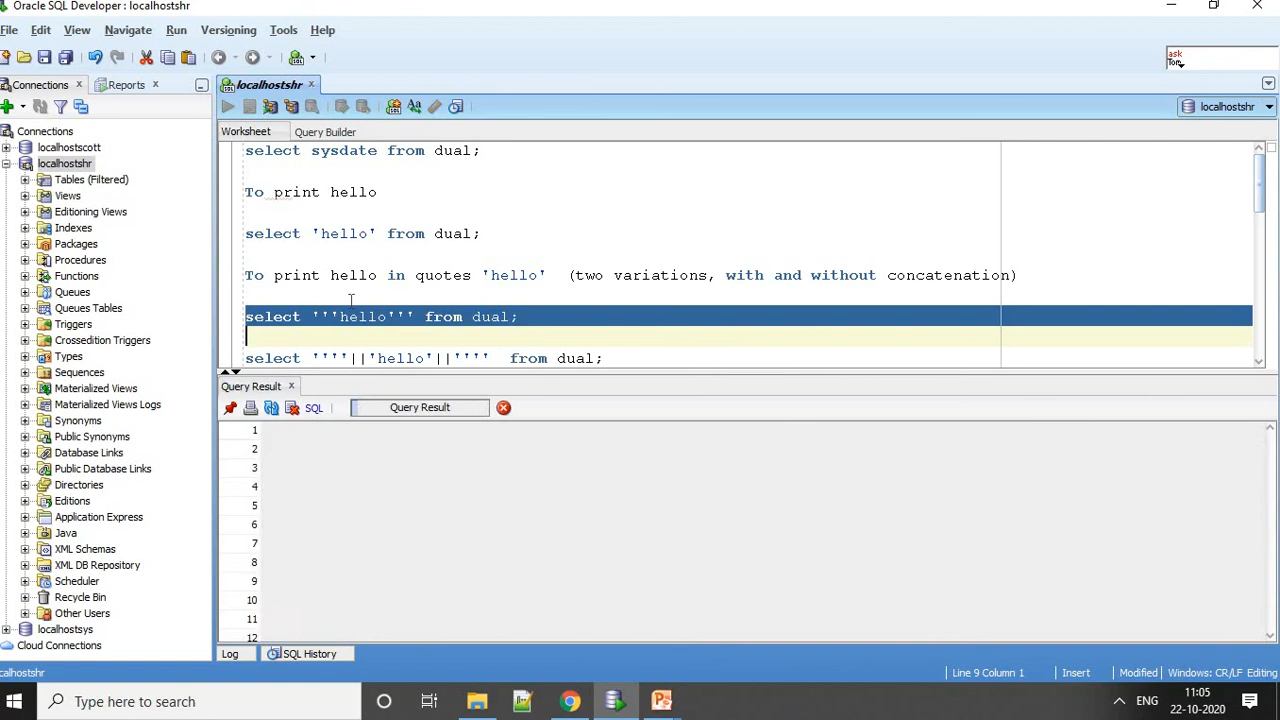 Oracle SQL Developer : localhostshr
File Edit View Navigate Run Versioning Tools Help
ask
Tom
Connections Reports
localhostshr
localhostshr
Connections
localhostscott
localhostshr
Tables (Filtered)
Views
Editioning Views
Indexes
Packages
Procedures
Functions
Queues
Queues Tables
Triggers
Crossedition Triggers
Types
Sequences
Materialized Views
Materialized Views Logs
Synonyms
Public Synonyms
Database Links
Public Database Links
Directories
Editions
Application Express
Java
XML Schemas
XML DB Repository
Scheduler
Recycle Bin
Other Users
localhostsys
Cloud Connections
Worksheet Query Builder
select sysdate from dual;
To print hello
select 'hello' from dual;
To print hello in quotes 'hello' (two variations, with and without concatenation)
select '''hello''' from dual;
select ''''||'hello'||'''' from dual;
Query Result
SQL Query Result
1
2
3
4
5
6
7
8
9
10
11
12
Log SQL History
calhostshr Line 9 Column 1 Insert Modified Windows: CR/LF Editing
Type here to search
ENG
11:05
22-10-2020